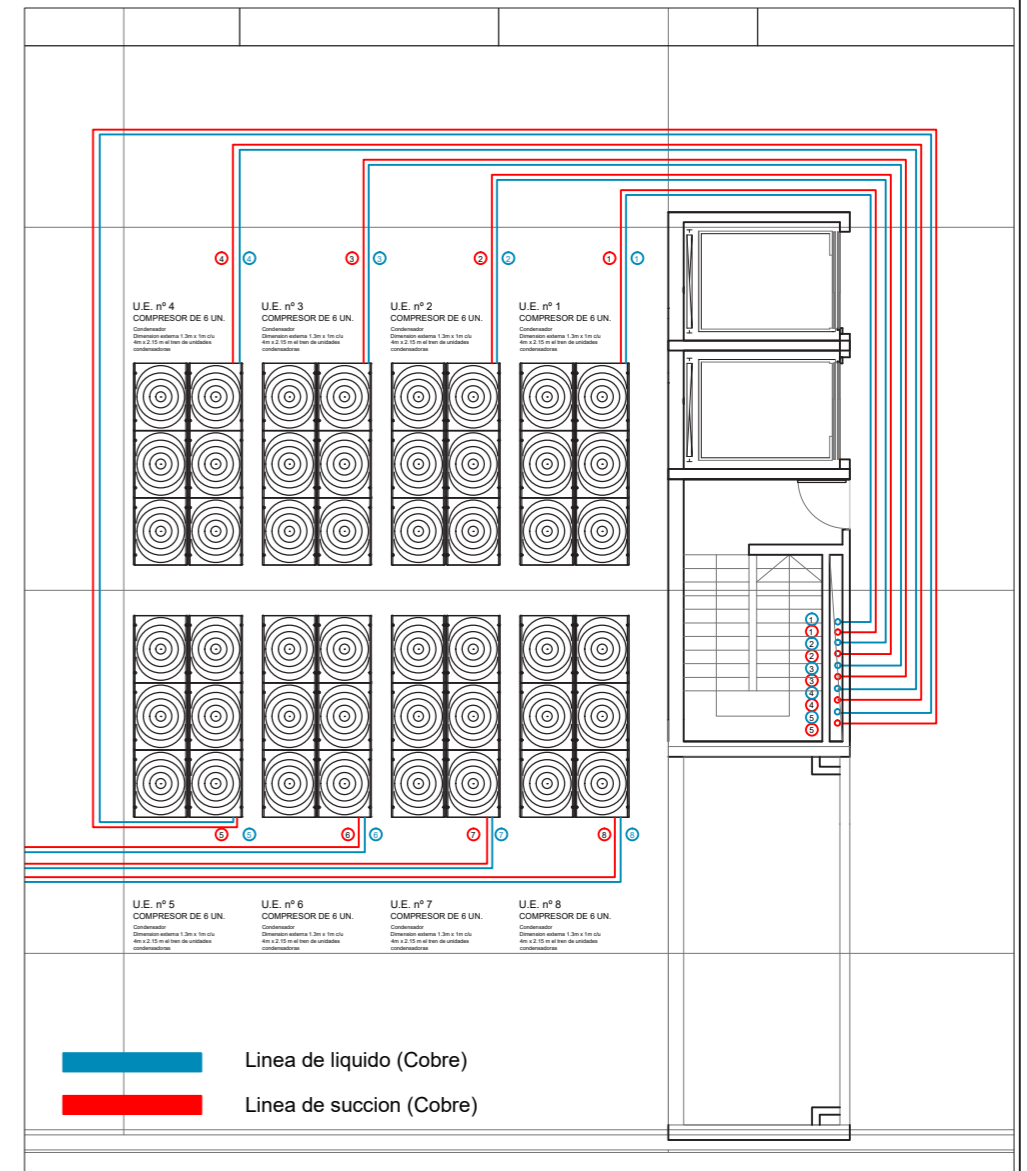 4 4 3 3 2 2 1 1
U.E. nº 4
COMPRESOR DE 6 UN.
Condensador
Dimension externa 1.3m x 1m c/u
4m x 2.15 m el tren de unidades
condensadoras
U.E. nº 3
COMPRESOR DE 6 UN.
Condensador
Dimension externa 1.3m x 1m c/u
4m x 2.15 m el tren de unidades
condensadoras
U.E. nº 2
COMPRESOR DE 6 UN.
Condensador
Dimension externa 1.3m x 1m c/u
4m x 2.15 m el tren de unidades
condensadoras
U.E. nº 1
COMPRESOR DE 6 UN.
Condensador
Dimension externa 1.3m x 1m c/u
4m x 2.15 m el tren de unidades
condensadoras
1
1
2
2
3
3
4
4
5
5
5 5 6 6 7 7 8 8
U.E. nº 5
COMPRESOR DE 6 UN.
Condensador
Dimension externa 1.3m x 1m c/u
4m x 2.15 m el tren de unidades
condensadoras
U.E. nº 6
COMPRESOR DE 6 UN.
Condensador
Dimension externa 1.3m x 1m c/u
4m x 2.15 m el tren de unidades
condensadoras
U.E. nº 7
COMPRESOR DE 6 UN.
Condensador
Dimension externa 1.3m x 1m c/u
4m x 2.15 m el tren de unidades
condensadoras
U.E. nº 8
COMPRESOR DE 6 UN.
Condensador
Dimension externa 1.3m x 1m c/u
4m x 2.15 m el tren de unidades
condensadoras
Linea de liquido (Cobre)
Linea de succion (Cobre)